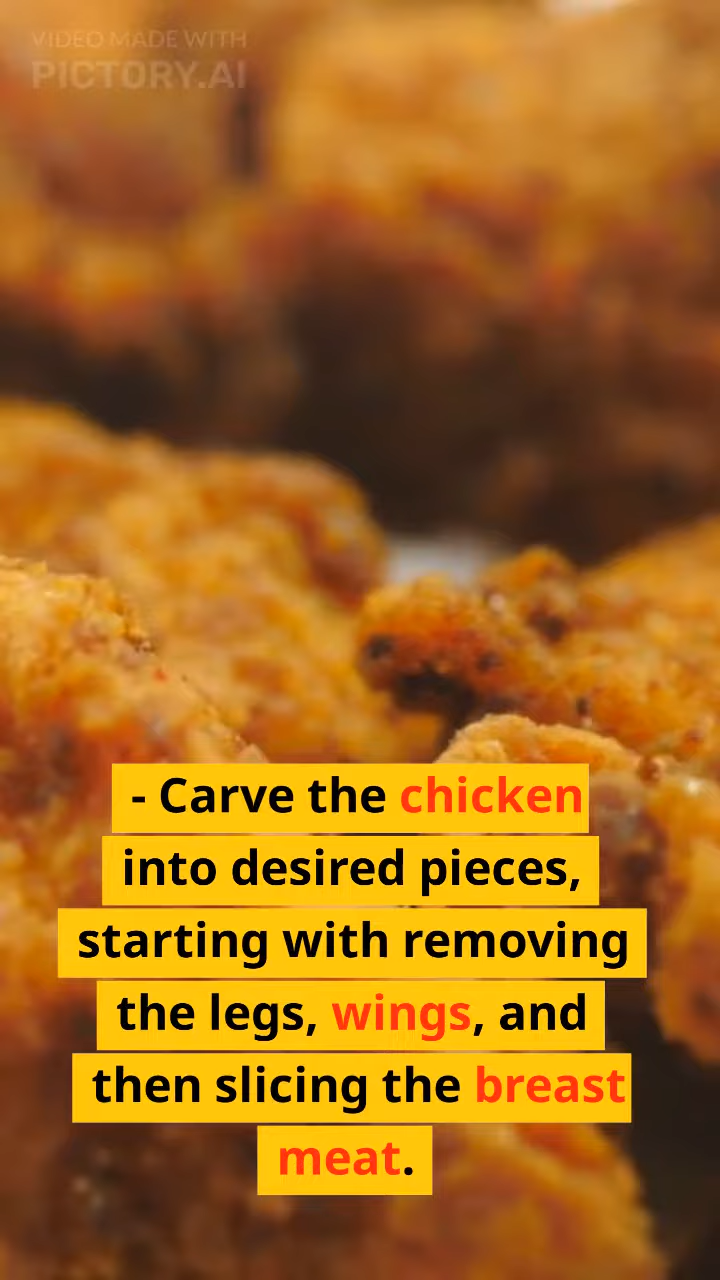 VIDEO MADE WITH
PICTORY.AI
- Carve the chicken
into desired pieces,
starting with removing
the legs, wings, and
then slicing the breast
meat.